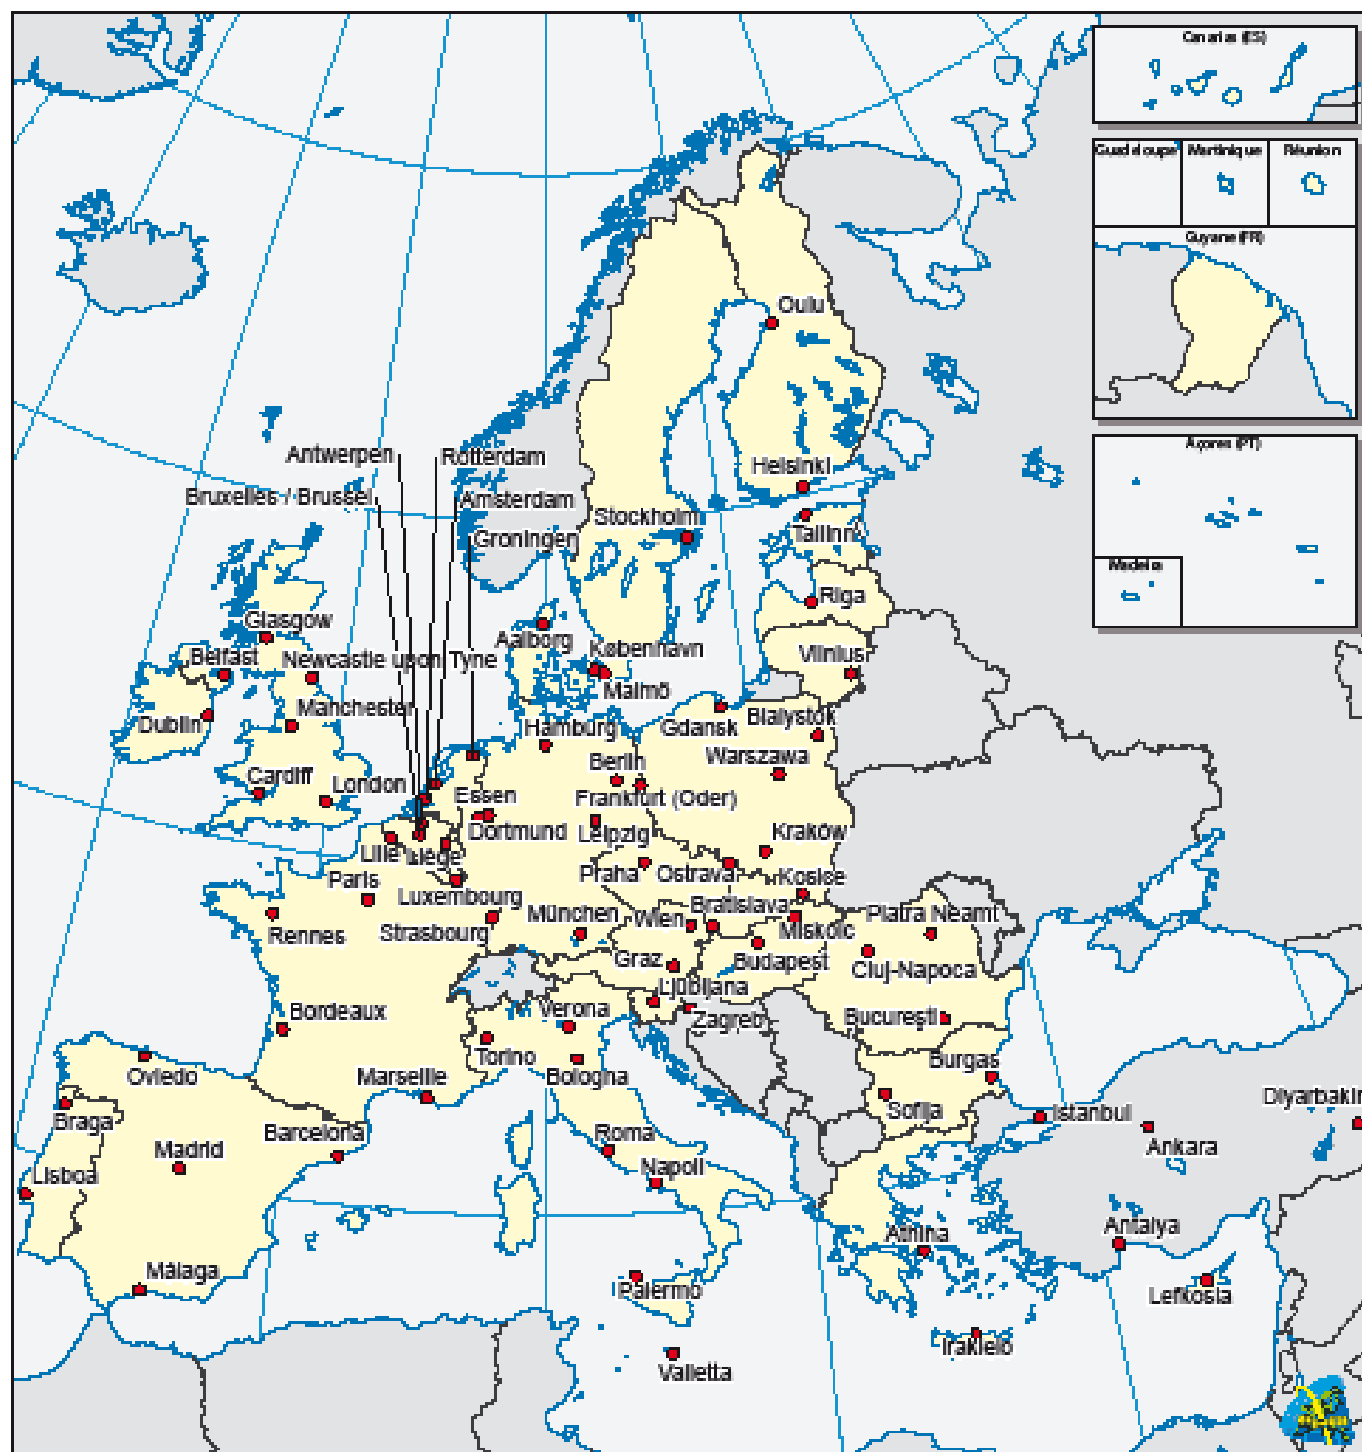 Canarias (ES)
Guadeloupe
Martinique
Réunion
Guyane (FR)
Açores (PT)
Madeira
Oulu
Antwerpen
Rotterdam
Helsinki
Bruxelles / Brussel
Amsterdam
Stockholm
Groningen
Tallinn
Riga
Glasgow
Aalborg
København
Belfast
Newcastle upon Tyne
Vilnius
Malmö
Manchester
Dublin
Hamburg
Gdansk
Bialystok
Berlin
Warszawa
Cardiff
London
Essen
Frankfurt (Oder)
Dortmund
Leipzig
Kraków
Lille
Liège
Praha
Ostrava
Kosice
Paris
Luxembourg
Bratislava
Piatra Neamt
Rennes
Strasbourg
München
Wien
Miskolc
Graz
Budapest
Cluj-Napoca
Ljubljana
Bordeaux
Verona
Zagreb
Bucureşti
Torino
Burgas
Oviedo
Marseille
Bologna
Diyarbakir
Braga
Sofija
Istanbul
Barcelona
Roma
Ankara
Madrid
Napoli
Lisboa
Athina
Antalya
Málaga
Palermo
Lefkosia
Irakleio
Valletta